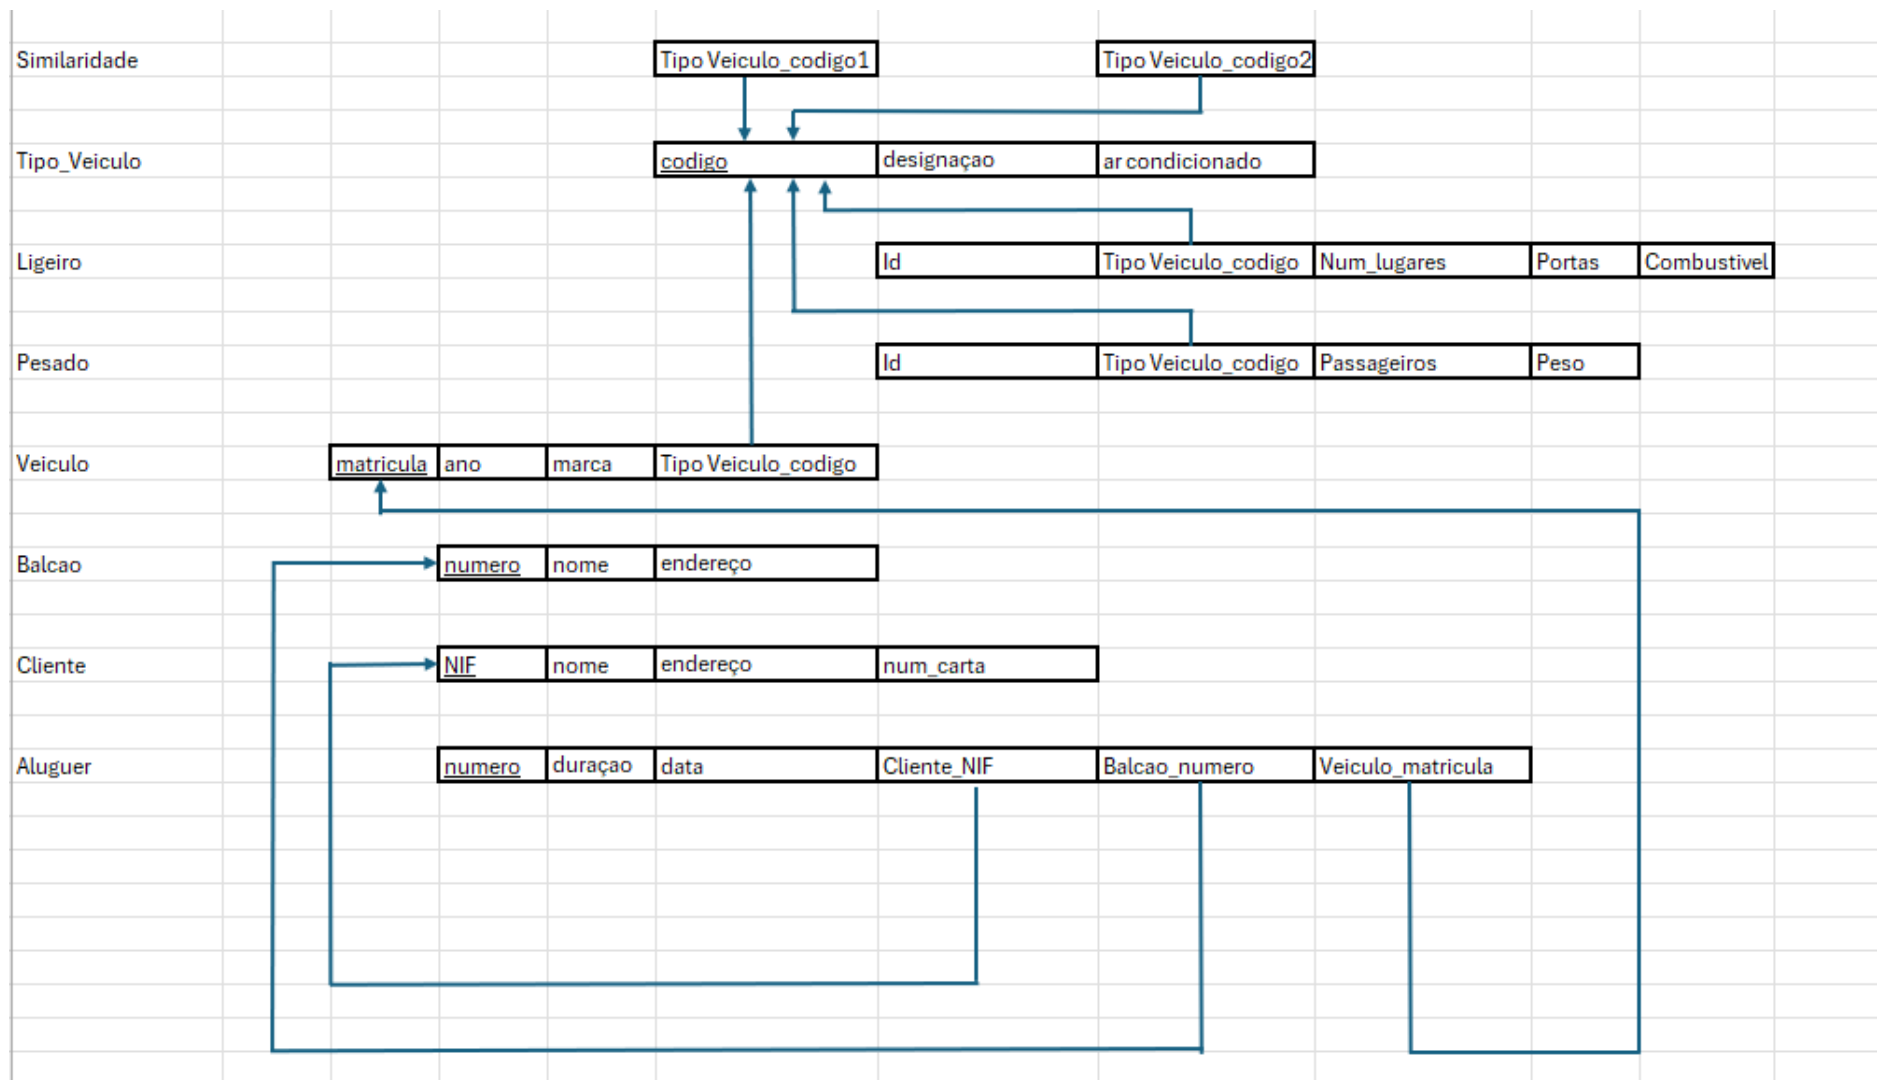 Similaridade Tipo Veiculo_codigo1 Tipo Veiculo_codigo2
Tipo_Veiculo codigo designaçao ar condicionado
Ligeiro Id Tipo Veiculo_codigo Num_lugares Portas Combustivel
Pesado Id Tipo Veiculo_codigo Passageiros Peso
Veiculo matricula ano marca Tipo Veiculo_codigo
Balcao numero nome endereço
Cliente NIF nome endereço num_carta
Aluguer numero duraçao data Cliente_NIF Balcao_numero Veiculo_matricula